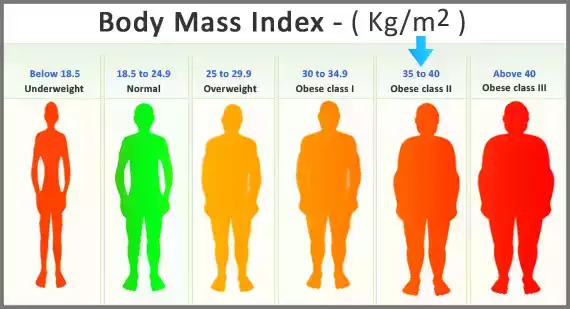 Body Mass Index - ( Kg/m2 )
Below 18.5
Underweight
18.5 to 24.9
Normal
25 to 29.9
Overweight
30 to 34.9
Obese class I
35 to 40
Obese class II
Above 40
Obese class III